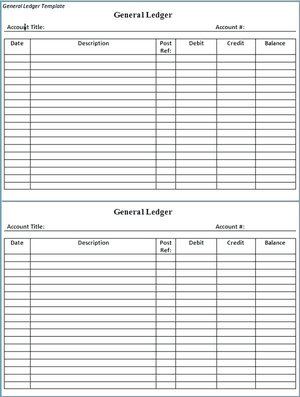 General Ledger Template
General Ledger
Account Title: Account #:
Date Description Post Ref: Debit Credit Balance
General Ledger
Account Title: Account #:
Date Description Post Ref: Debit Credit Balance